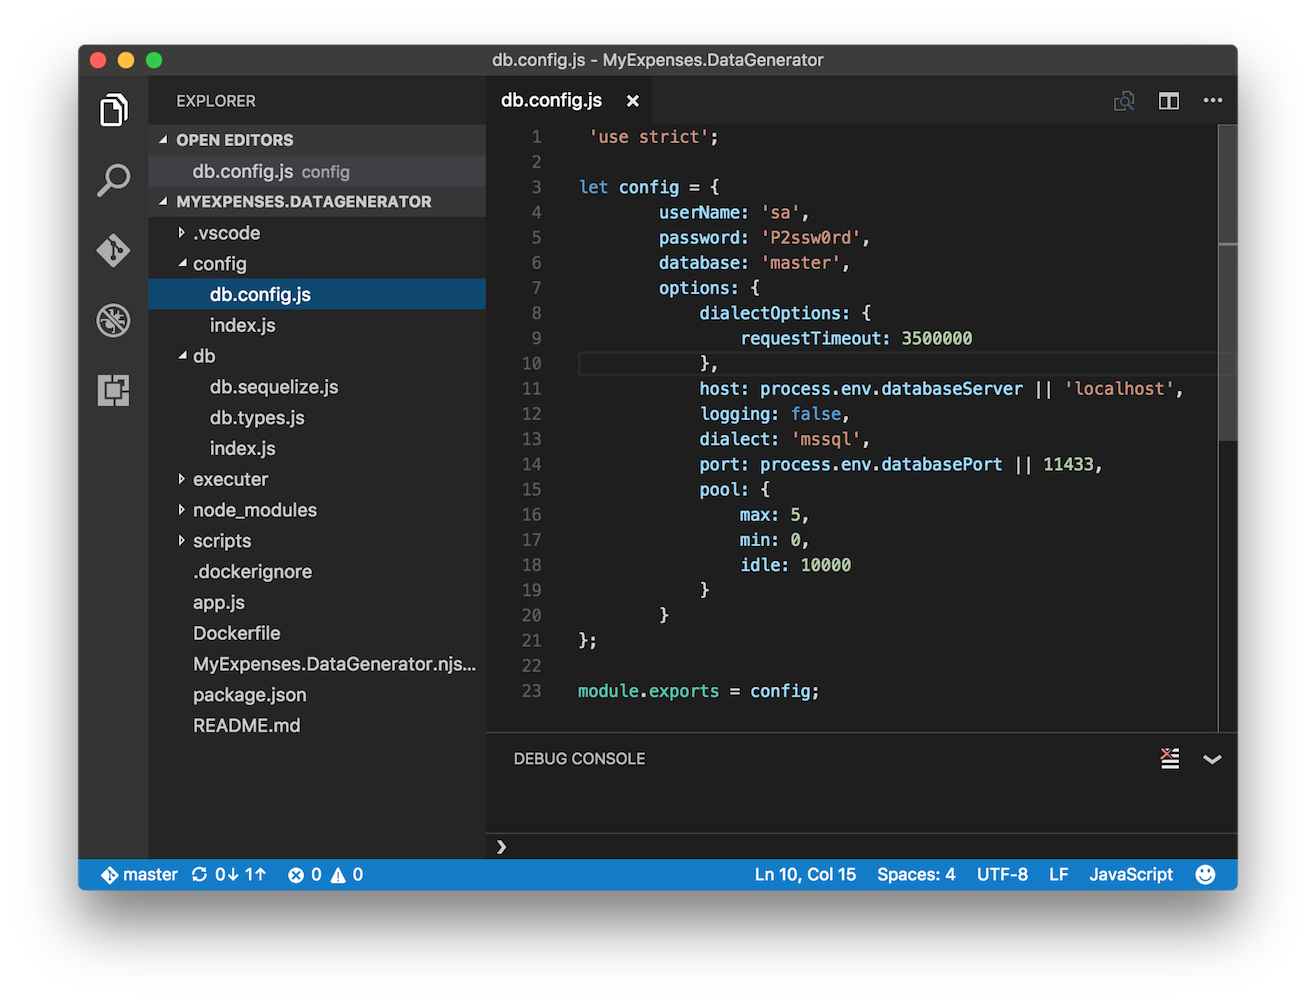 db.config.js - MyExpenses.DataGenerator
EXPLORER
OPEN EDITORS
db.config.js config
MYEXPENSES.DATAGENERATOR
.vscode
config
db.config.js
index.js
db
db.sequelize.js
db.types.js
index.js
executer
node_modules
scripts
.dockerignore
app.js
Dockerfile
MyExpenses.DataGenerator.njs...
package.json
README.md
db.config.js ×
1 'use strict';
2
3 let config = {
4 userName: 'sa',
5 password: 'P2ssw0rd',
6 database: 'master',
7 options: {
8 dialectOptions: {
9 requestTimeout: 3500000
10 },
11 host: process.env.databaseServer || 'localhost',
12 logging: false,
13 dialect: 'mssql',
14 port: process.env.databasePort || 11433,
15 pool: {
16 max: 5,
17 min: 0,
18 idle: 10000
19 }
20 }
21 };
22
23 module.exports = config;
DEBUG CONSOLE
❯
master 0↓ 1↑ 0 0 Ln 10, Col 15 Spaces: 4 UTF-8 LF JavaScript